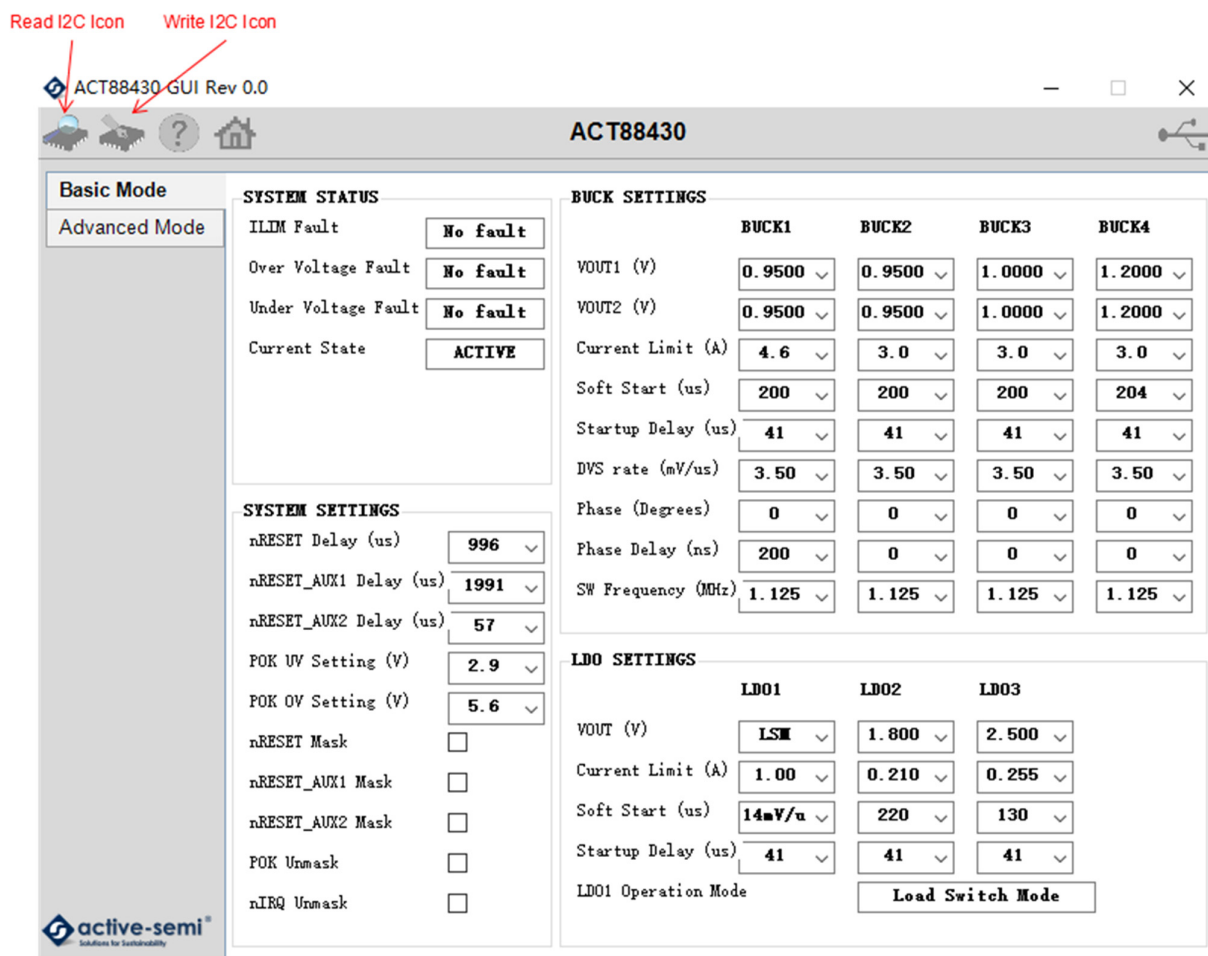 Read I2C Icon Write I2C Icon
ACT88430 GUI Rev 0.0
?
ACT88430
Basic Mode
Advanced Mode
SYSTEM STATUS
ILIM Fault No fault
Over Voltage Fault No fault
Under Voltage Fault No fault
Current State ACTIVE
SYSTEM SETTINGS
nRESET Delay (us) 996
nRESET_AUX1 Delay (us) 1991
nRESET_AUX2 Delay (us) 57
POK UV Setting (V) 2.9
POK OV Setting (V) 5.6
nRESET Mask
nRESET_AUX1 Mask
nRESET_AUX2 Mask
POK Unmask
nIRQ Unmask
BUCK SETTINGS
BUCK1 BUCK2 BUCK3 BUCK4
VOUT1 (V) 0.9500 0.9500 1.0000 1.2000
VOUT2 (V) 0.9500 0.9500 1.0000 1.2000
Current Limit (A) 4.6 3.0 3.0 3.0
Soft Start (us) 200 200 200 204
Startup Delay (us) 41 41 41 41
DVS rate (mV/us) 3.50 3.50 3.50 3.50
Phase (Degrees) 0 0 0 0
Phase Delay (ns) 200 0 0 0
SW Frequency (MHz) 1.125 1.125 1.125 1.125
LDO SETTINGS
LDO1 LDO2 LDO3
VOUT (V) LSM 1.800 2.500
Current Limit (A) 1.00 0.210 0.255
Soft Start (us) 14mV/u 220 130
Startup Delay (us) 41 41 41
LDO1 Operation Mode Load Switch Mode
active-semi®
Solutions for Sustainability